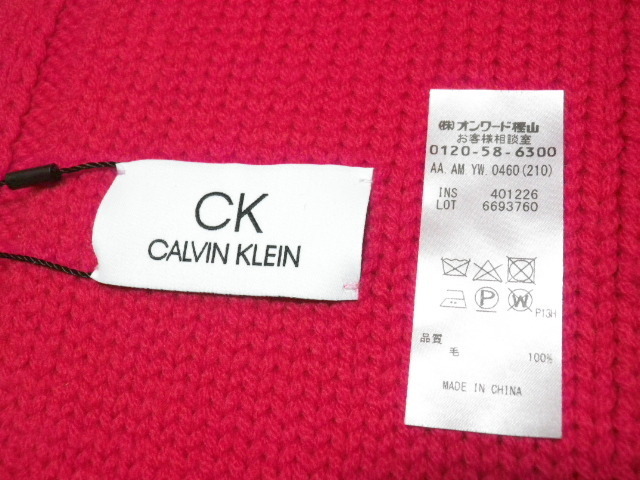 CK
CALVIN KLEIN
㈱オンワード樫山
お客様相談室
0120-58-6300
AA.AM YW.0460(210)
INS 401226
LOT 6693760
P W P13H
品質
毛 100%
MADE IN CHINA